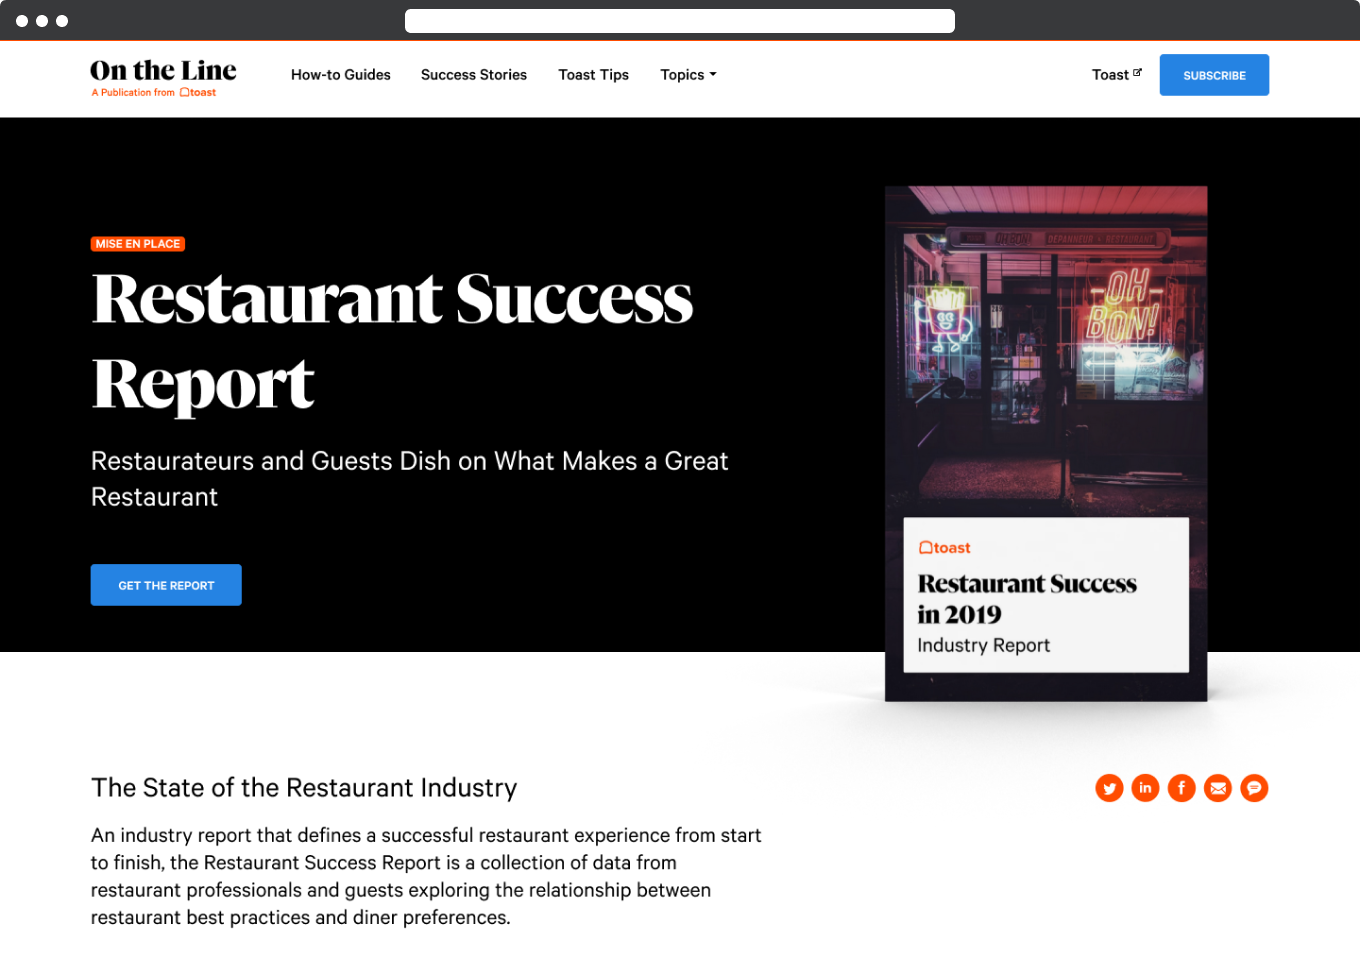 On the Line
A Publication from toast
How-to Guides
Success Stories
Toast Tips
Topics
Toast
SUBSCRIBE
MISE EN PLACE
Restaurant Success
Report
Restaurateurs and Guests Dish on What Makes a Great
Restaurant
GET THE REPORT
OH BON! DEPANNEUR RESTAURANT
OH
BON!
toast
Restaurant Success
in 2019
Industry Report
The State of the Restaurant Industry
An industry report that defines a successful restaurant experience from start
to finish, the Restaurant Success Report is a collection of data from
restaurant professionals and guests exploring the relationship between
restaurant best practices and diner preferences.